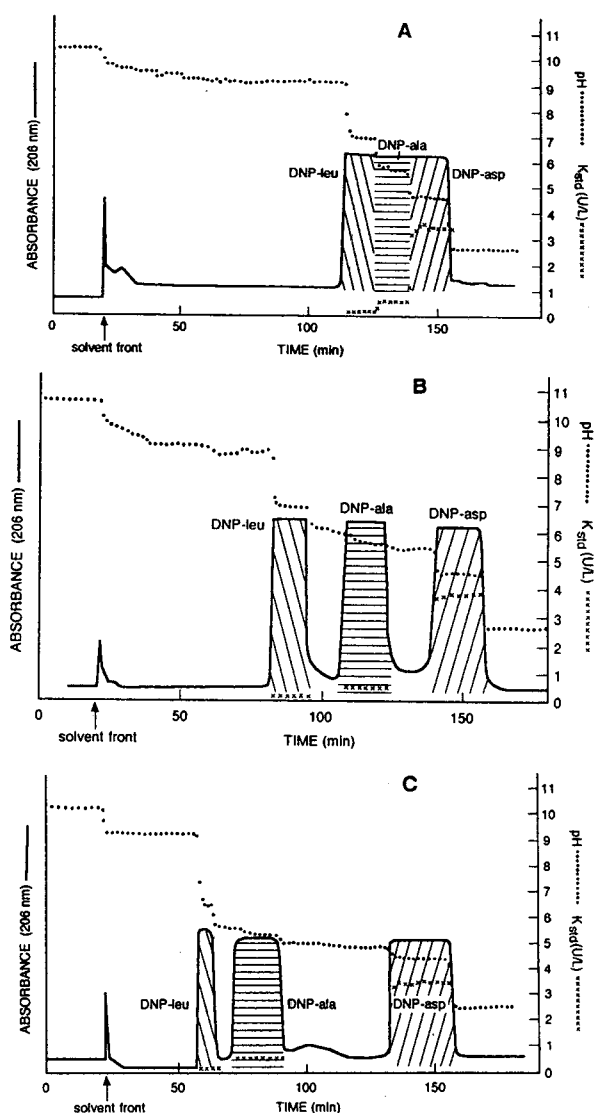 A
ABSORBANCE (206 nm)
DNP-leu
DNP-ala
DNP-asp
11
10
9
8
7
6
5
4
3
2
1
0
pH
Kstd (U/L) xxxxxxxxx
0
50
100
150
solvent front
TIME (min)
B
ABSORBANCE (206 nm)
DNP-leu
DNP-ala
DNP-asp
11
10
9
8
7
6
5
4
3
2
1
0
pH
Kstd (U/L) xxxxxxxxx
0
50
100
150
solvent front
TIME (min)
C
ABSORBANCE (206 nm)
DNP-leu
DNP-ala
DNP-asp
11
10
9
8
7
6
5
4
3
2
1
0
pH
Kstd (U/L) xxxxxxxxx
0
50
100
150
solvent front
TIME (min)